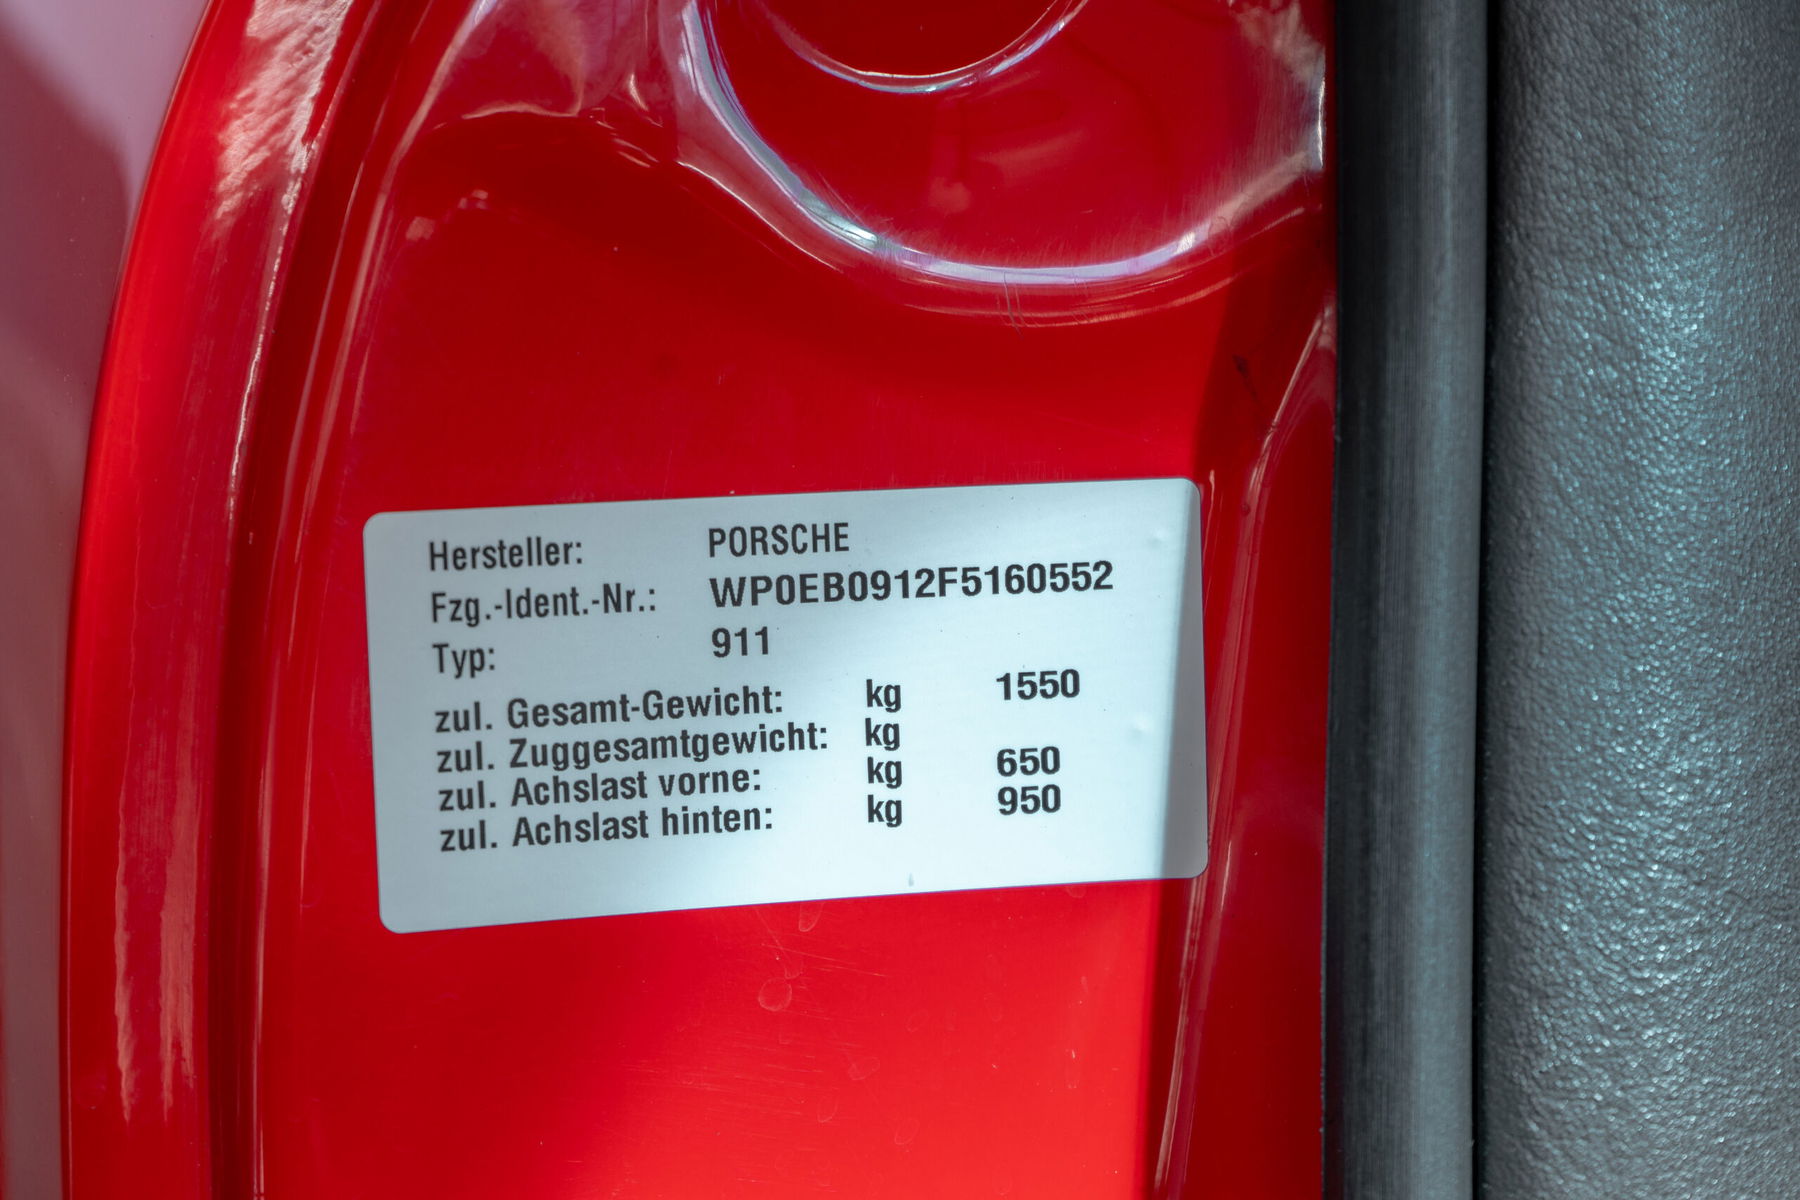 Hersteller: PORSCHE
Fzg.-Ident.-Nr.: WP0EB0912F5160552
Typ: 911
zul. Gesamt-Gewicht: kg 1550
zul. Zuggesamtgewicht: kg
zul. Achslast vorne: kg 650
zul. Achslast hinten: kg 950